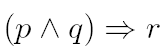 (p ∧ q) ⇒ r